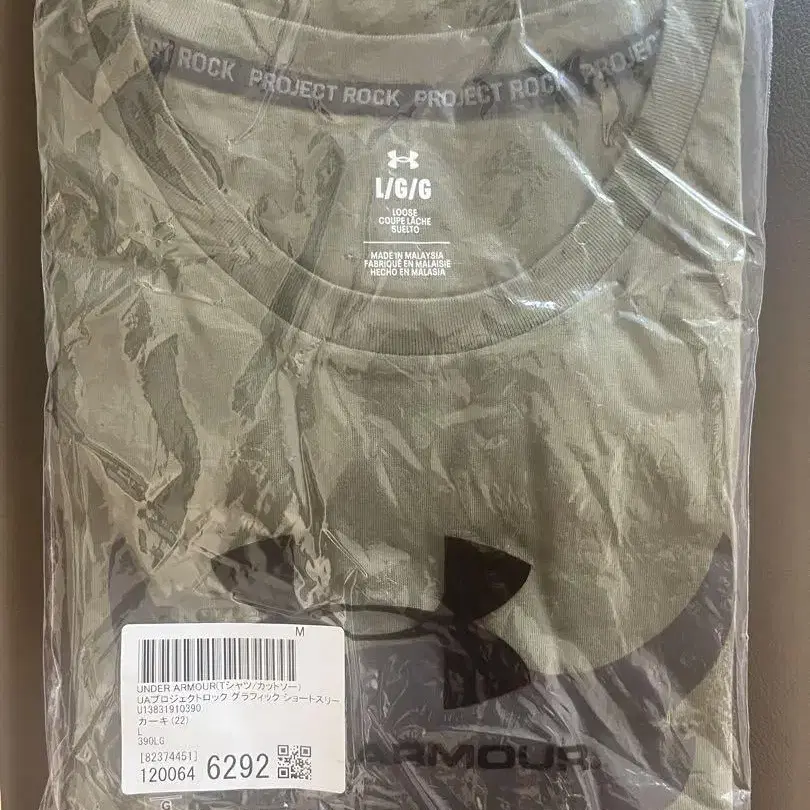 T ROCK PROJECT ROCK PROJECT ROCK PROJEC
L/G/G
LOOSE
COUPE LÂCHE
SUELTO
MADE IN MALAYSIA
FABRIQUÉ EN MALAISIE
HECHO EN MALASIA
M
UNDER ARMOUR(Tシャツ/カットソー)
UAプロジェクトロック グラフィック ショートスリー
U13831910390
カーキ(22)
L
390LG
[82374451]
120064 6292
ARMOUR
G